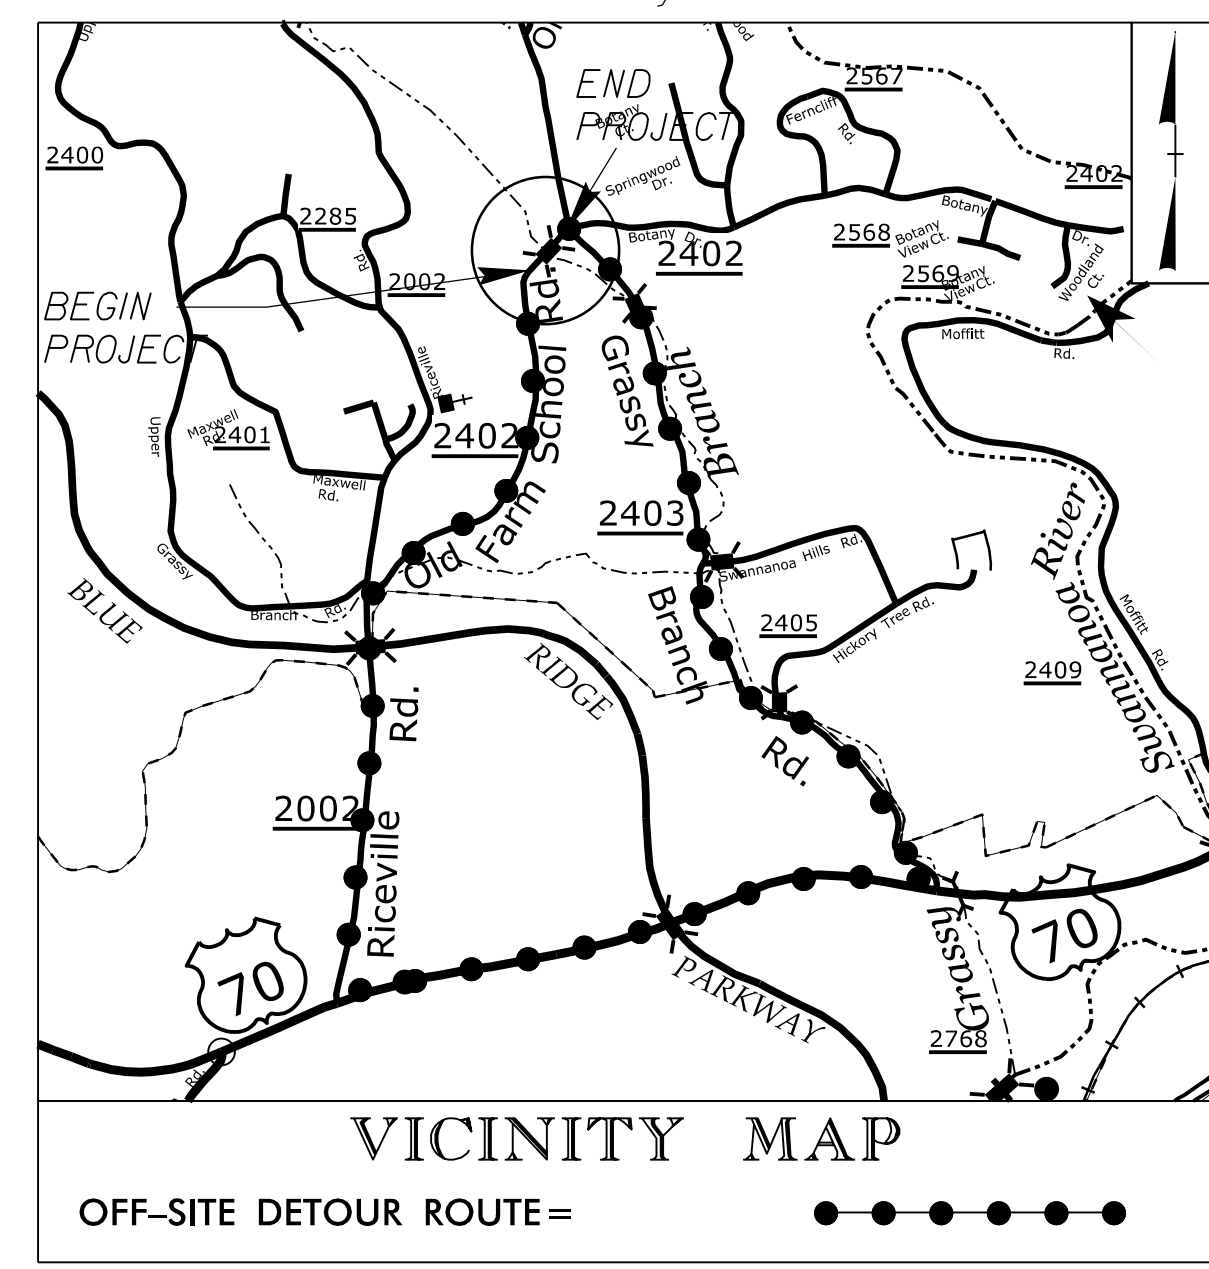 END
PROJECT
Botany
Ct.
Springwood
Dr.
2567
Ferncliff
Rd.
2402
2400
2285
Rd.
2002
Botany Dr.
2402
2568
Botany
View Ct.
2569
Botany
View Ct.
Botany
Dr.
Woodland
Ct.
BEGIN
PROJECT
Moffitt
Rd.
Riceville
Upper
Maxwell
Rd.
2401
2402
Maxwell
Rd.
Grassy
Branch
Rd.
Old
Farm
School
Rd.
Grassy
Branch
2403
Swannanoa Hills Rd.
Branch
Rd.
2405
Hickory Tree Rd.
River
Swannanoa
Moffitt
Rd.
2409
BLUE
RIDGE
PARKWAY
Rd.
2002
Riceville
70
70
Grassy
2768
Rd.
VICINITY MAP
OFF–SITE DETOUR ROUTE =